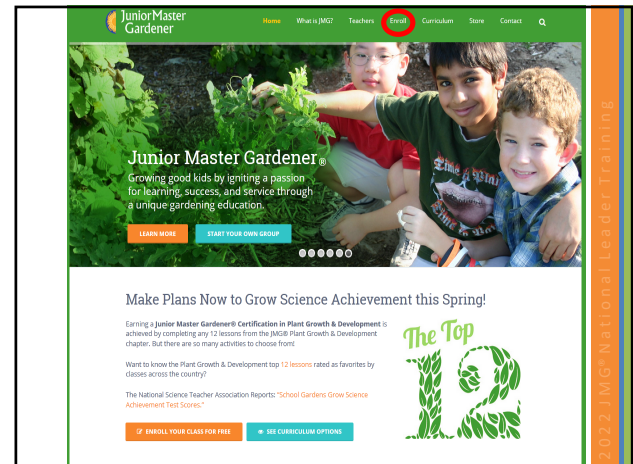 Junior Master
Gardener
Home What is JMG? Teachers Enroll Curriculum Store Contact
Junior Master Gardener®
Growing good kids by igniting a passion
for learning, success, and service through
a unique gardening education.
LEARN MORE START YOUR OWN GROUP
Make Plans Now to Grow Science Achievement this Spring!
Earning a Junior Master Gardener® Certification in Plant Growth & Development is
achieved by completing any 12 lessons from the JMG® Plant Growth & Development
chapter. But there are so many activities to choose from!
Want to know the Plant Growth & Development top 12 lessons rated as favorites by
classes across the country?
The National Science Teacher Association Reports: "School Gardens Grow Science
Achievement Test Scores."
ENROLL YOUR CLASS FOR FREE SEE CURRICULUM OPTIONS
The Top
12
2022 JMG® National Leader Training